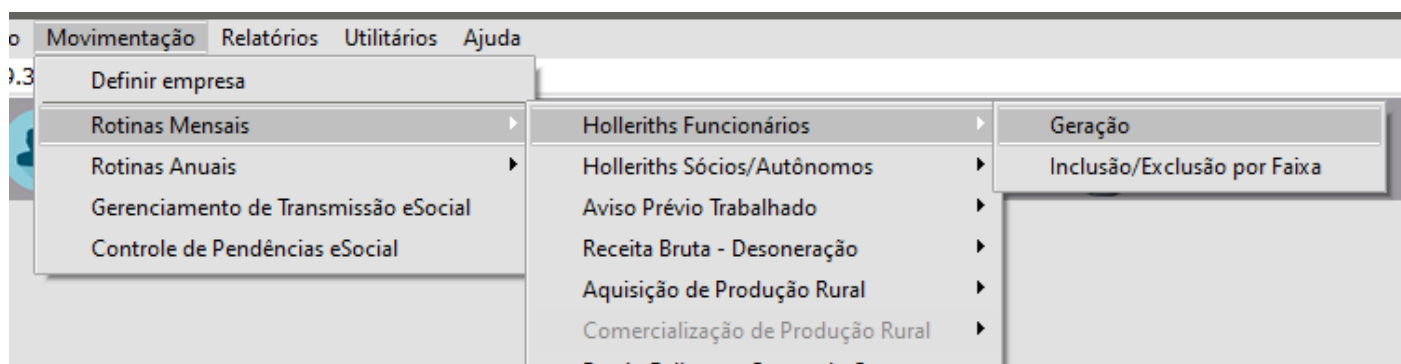 o Movimentação Relatórios Utilitários Ajuda
9.3
Definir empresa
Rotinas Mensais
Rotinas Anuais
Gerenciamento de Transmissão eSocial
Controle de Pendências eSocial
Holleriths Funcionários
Holleriths Sócios/Autônomos
Aviso Prévio Trabalhado
Receita Bruta - Desoneração
Aquisição de Produção Rural
Comercialização de Produção Rural
Geração
Inclusão/Exclusão por Faixa